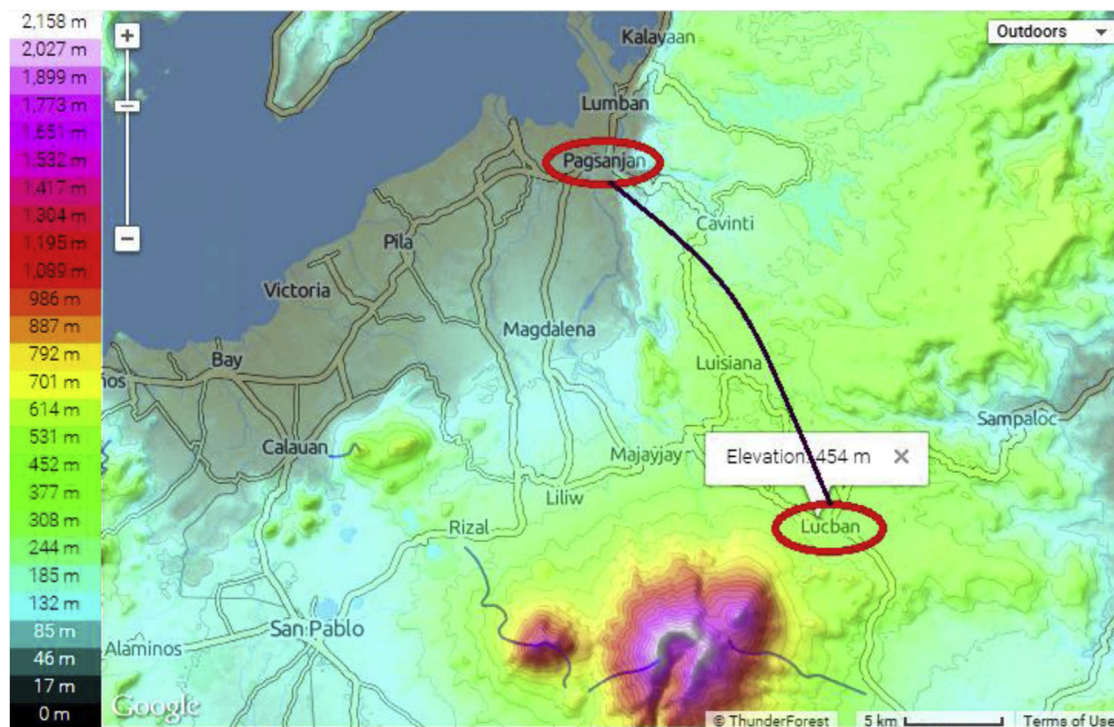 2,158 m
2,027 m
1,899 m
1,773 m
1,651 m
1,532 m
1,417 m
1,304 m
1,195 m
1,089 m
986 m
887 m
792 m
701 m
614 m
531 m
452 m
377 m
308 m
244 m
185 m
132 m
85 m
46 m
17 m
0 m
+
−
Outdoors
Kalayaan
Lumban
Pagsanjan
Cavinti
Pila
Victoria
Magdalena
Bay
Luisiana
Sampaloc
Calauan
Majayjay
Elevation: 454 m ×
Liliw
Rizal
Lucban
San Pablo
Alaminos
Google
© ThunderForest
5 km
Terms of Use